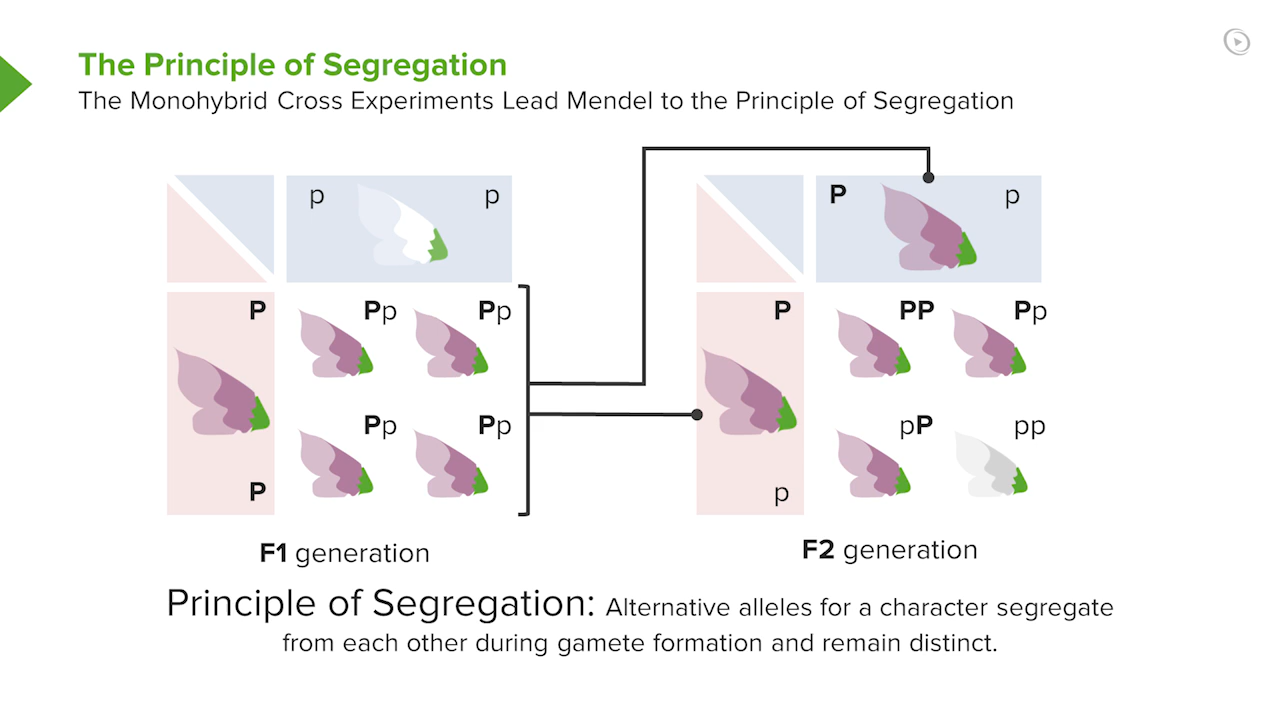 The Principle of Segregation
The Monohybrid Cross Experiments Lead Mendel to the Principle of Segregation
p p
P
Pp Pp
Pp Pp
P
F1 generation
P p
P
PP Pp
pP pp
p
F2 generation
Principle of Segregation: Alternative alleles for a character segregate
from each other during gamete formation and remain distinct.